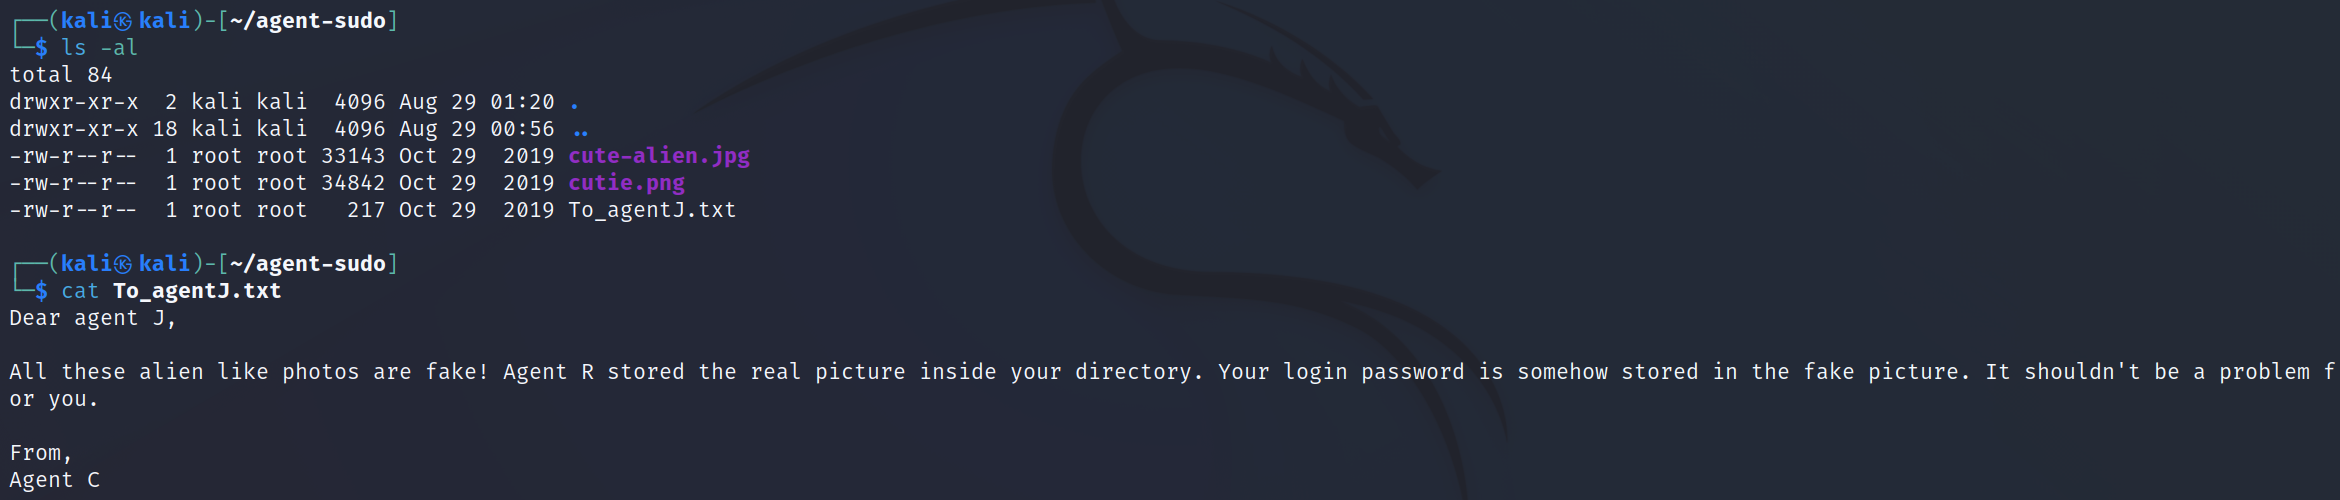 ┌──(kali㉿kali)-[~/agent-sudo]
└─$ ls -al
total 84
drwxr-xr-x  2 kali kali  4096 Aug 29 01:20 .
drwxr-xr-x 18 kali kali  4096 Aug 29 00:56 ..
-rw-r--r--  1 root root 33143 Oct 29  2019 cute-alien.jpg
-rw-r--r--  1 root root 34842 Oct 29  2019 cutie.png
-rw-r--r--  1 root root   217 Oct 29  2019 To_agentJ.txt
┌──(kali㉿kali)-[~/agent-sudo]
└─$ cat To_agentJ.txt
Dear agent J,
All these alien like photos are fake! Agent R stored the real picture inside your directory. Your login password is somehow stored in the fake picture. It shouldn't be a problem f
or you.
From,
Agent C